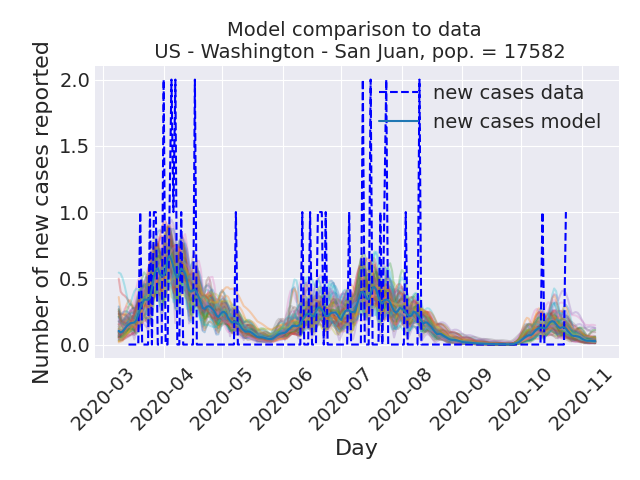 Model comparison to data
US - Washington - San Juan, pop. = 17582
Number of new cases reported
2.0
1.5
1.0
0.5
0.0
new cases data
new cases model
2020-03
2020-04
2020-05
2020-06
2020-07
2020-08
2020-09
2020-10
2020-11
Day